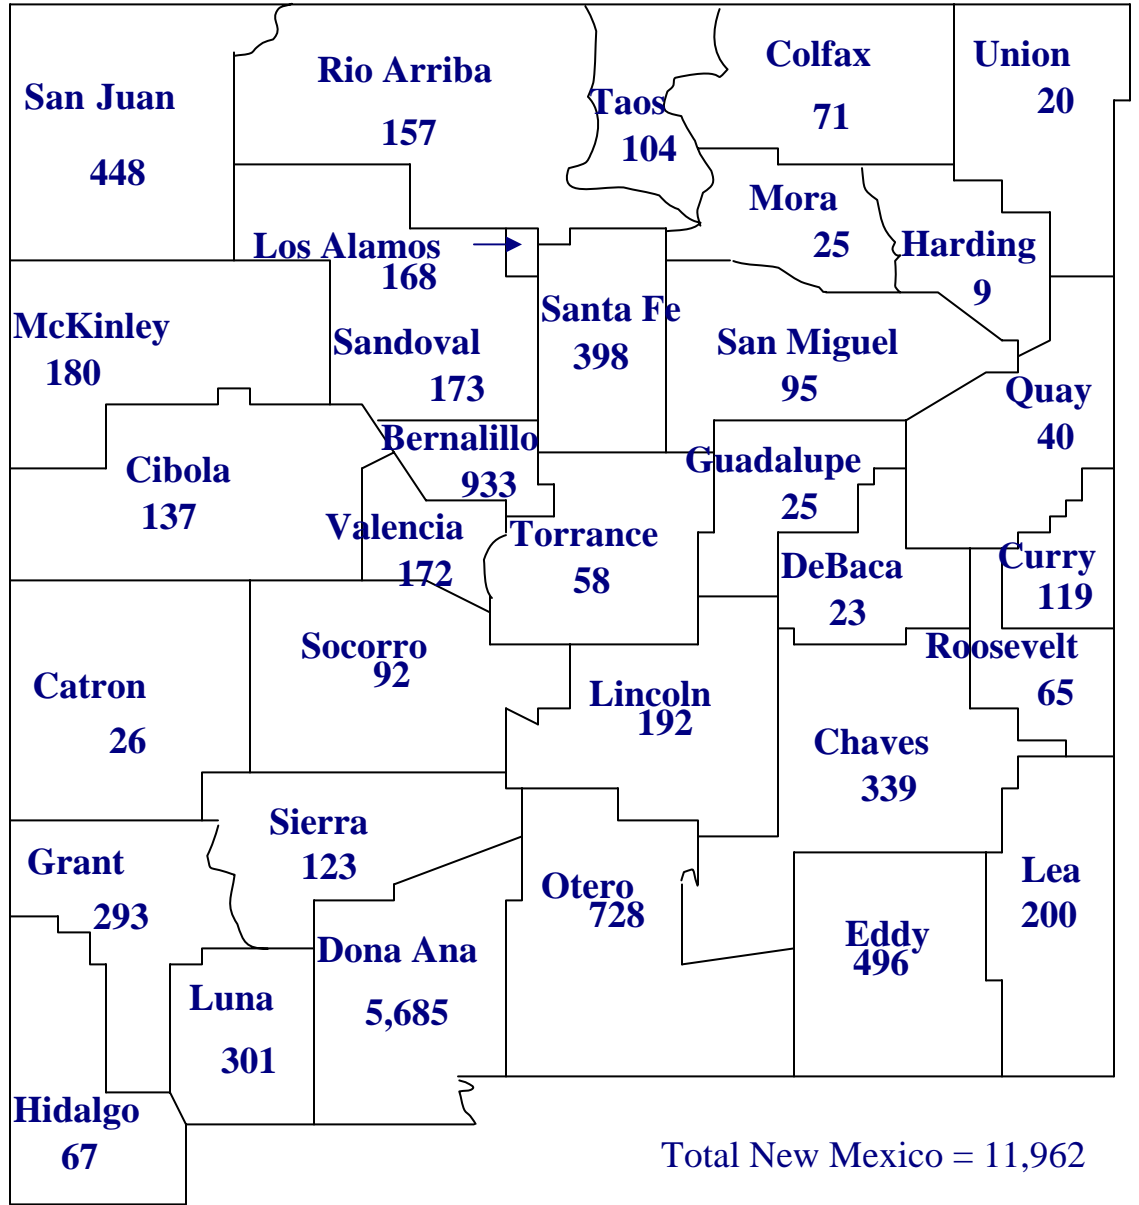 San Juan
448
Rio Arriba
157
Taos
104
Colfax
71
Union
20
Mora
25
Harding
9
Los Alamos
168
McKinley
180
Sandoval
173
Santa Fe
398
San Miguel
95
Quay
40
Bernalillo
933
Cibola
137
Guadalupe
25
Valencia
172
Torrance
58
DeBaca
23
Curry
119
Socorro
92
Roosevelt
65
Catron
26
Lincoln
192
Chaves
339
Sierra
123
Grant
293
Otero
728
Lea
200
Eddy
496
Dona Ana
5,685
Luna
301
Hidalgo
67
Total New Mexico = 11,962